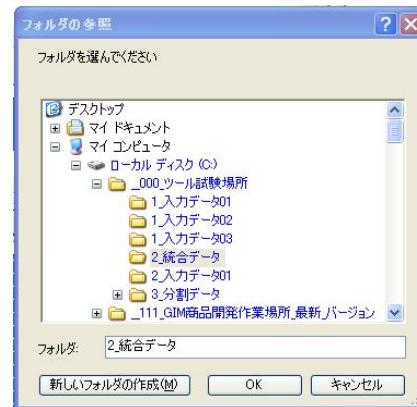 フォルダの参照
フォルダを選んでください
デスクトップ
マイ ドキュメント
マイ コンピュータ
ローカル ディスク (C:)
_000_ツール試験場所
1_入力データ01
1_入力データ02
1_入力データ03
2_統合データ
2_入力データ01
3_分割データ
_111_GIM商品開発作業場所_最新バージョン
フォルダ: 2_統合データ
新しいフォルダの作成(M) OK キャンセル